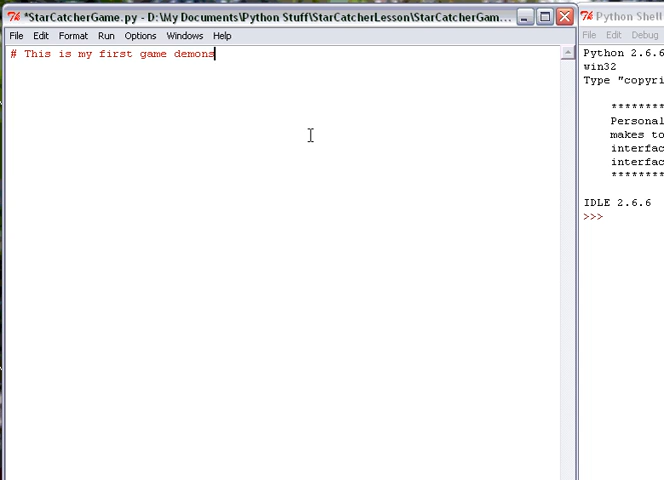 *StarCatcherGame.py - D:\My Documents\Python Stuff\StarCatcherLesson\StarCatcherGam...
File Edit Format Run Options Windows Help
# This is my first game demons
Python Shell
File Edit Debug
Python 2.6.6
win32
Type "copyri
********
Personal
makes to
interfac
interfac
********
IDLE 2.6.6
>>>